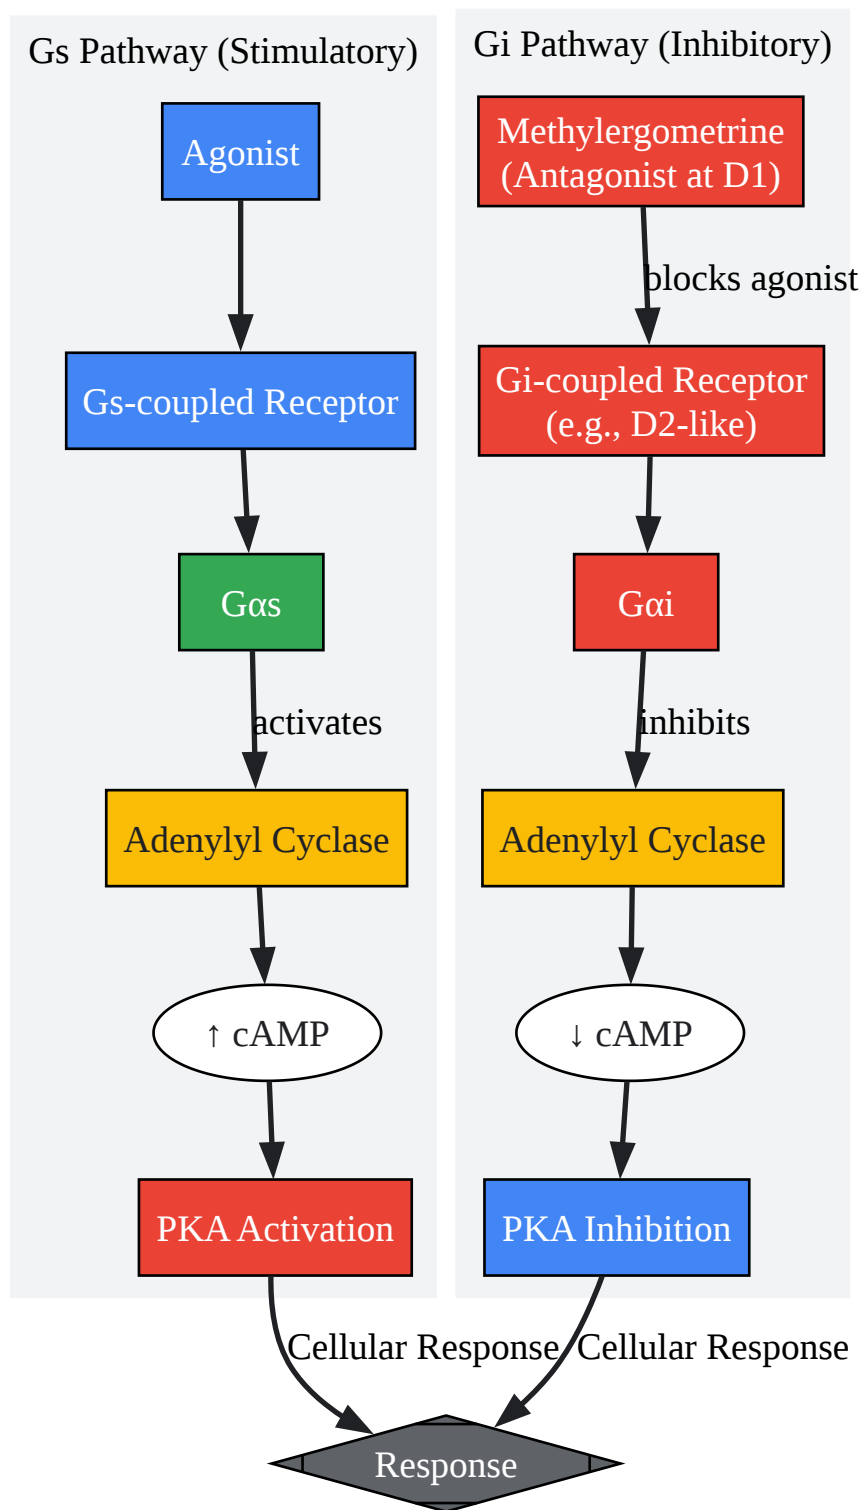 Gs Pathway (Stimulatory)
Agonist
Gs-coupled Receptor
Gαs
activates
Adenylyl Cyclase
↑ cAMP
PKA Activation
Cellular Response
Gi Pathway (Inhibitory)
Methylergometrine
(Antagonist at D1)
blocks agonist
Gi-coupled Receptor
(e.g., D2-like)
Gαi
inhibits
Adenylyl Cyclase
↓ cAMP
PKA Inhibition
Cellular Response
Response